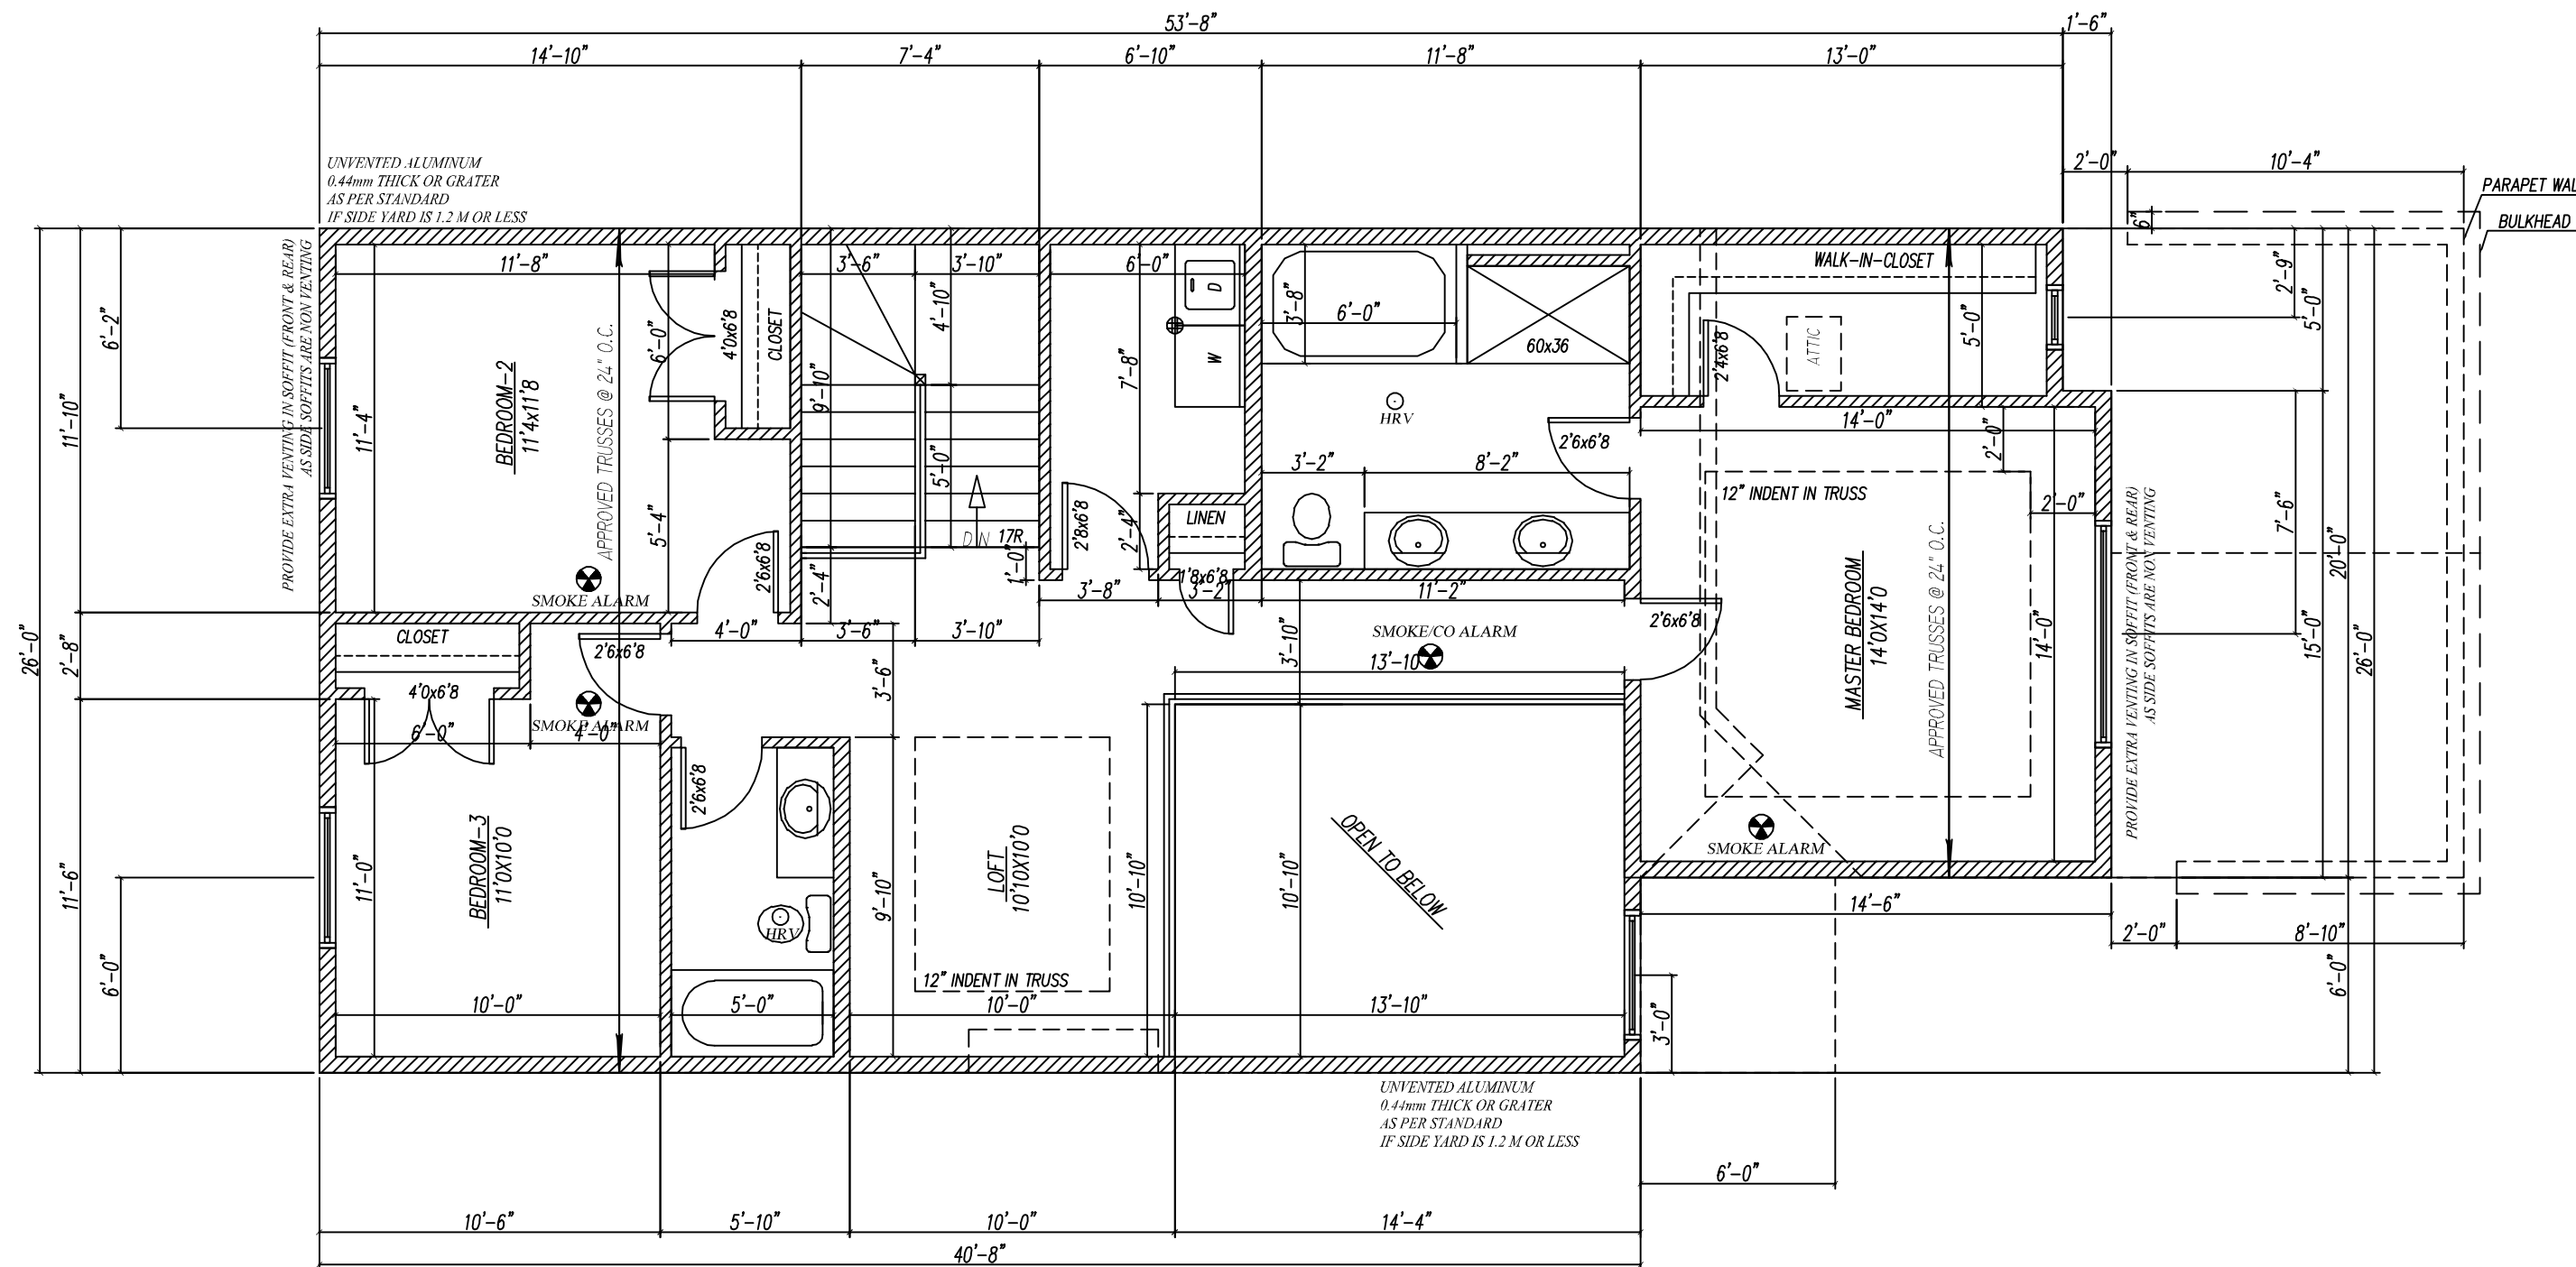 53'-8"
1'-6"
14'-10"
7'-4"
6'-10"
11'-8"
13'-0"
UNVENTED ALUMINUM
0.44mm THICK OR GRATER
AS PER STANDARD
IF SIDE YARD IS 1.2 M OR LESS
2'-0"
10'-4"
PARAPET WAL
BULKHEAD
6"
PROVIDE EXTRA VENTING IN SOFFIT (FRONT & REAR)
AS SIDE SOFFITS ARE NON VENTING
26'-0"
11'-10"
2'-8"
11'-6"
6'-2"
6'-0"
11'-8"
11'-4"
BEDROOM-2
11'4x11'8
APPROVED TRUSSES @ 24" O.C.
6'-0"
5'-4"
4'0x6'8
CLOSET
2'6x6'8
SMOKE ALARM
3'-6"
3'-10"
4'-10"
9'-10"
5'-0"
2'-4"
DN 17R
1'-0"
6'-0"
7'-8"
D
W
2'8x6'8
2'-4"
LINEN
1'8x6'8
3'-8"
3'-2"
11'-2"
3'-8"
6'-0"
60x36
HRV
3'-2"
8'-2"
2'6x6'8
WALK-IN-CLOSET
2'4x6'8
ATTIC
5'-0"
14'-0"
2'-0"
12" INDENT IN TRUSS
2'-0"
MASTER BEDROOM
14'0X14'0
APPROVED TRUSSES @ 24" O.C.
14'-0"
2'6x6'8
SMOKE ALARM
PROVIDE EXTRA VENTING IN SOFFIT (FRONT & REAR)
AS SIDE SOFFITS ARE NON VENTING
2'-9"
5'-0"
7'-6"
15'-0"
20'-0"
26'-0"
6'-0"
CLOSET
4'0x6'8
2'6x6'8
SMOKE ALARM
6'-0"
4'-0"
4'-0"
3'-6"
3'-10"
3'-6"
SMOKE/CO ALARM
3'-10"
13'-10
BEDROOM-3
11'0X10'0
11'-0"
10'-0"
2'6x6'8
HRV
5'-0"
9'-10"
LOFT
10'10X10'0
12" INDENT IN TRUSS
10'-0"
10'-10"
10'-10"
OPEN TO BELOW
13'-10"
3'-0"
14'-6"
2'-0"
8'-10"
UNVENTED ALUMINUM
0.44mm THICK OR GRATER
AS PER STANDARD
IF SIDE YARD IS 1.2 M OR LESS
6'-0"
10'-6"
5'-10"
10'-0"
14'-4"
40'-8"